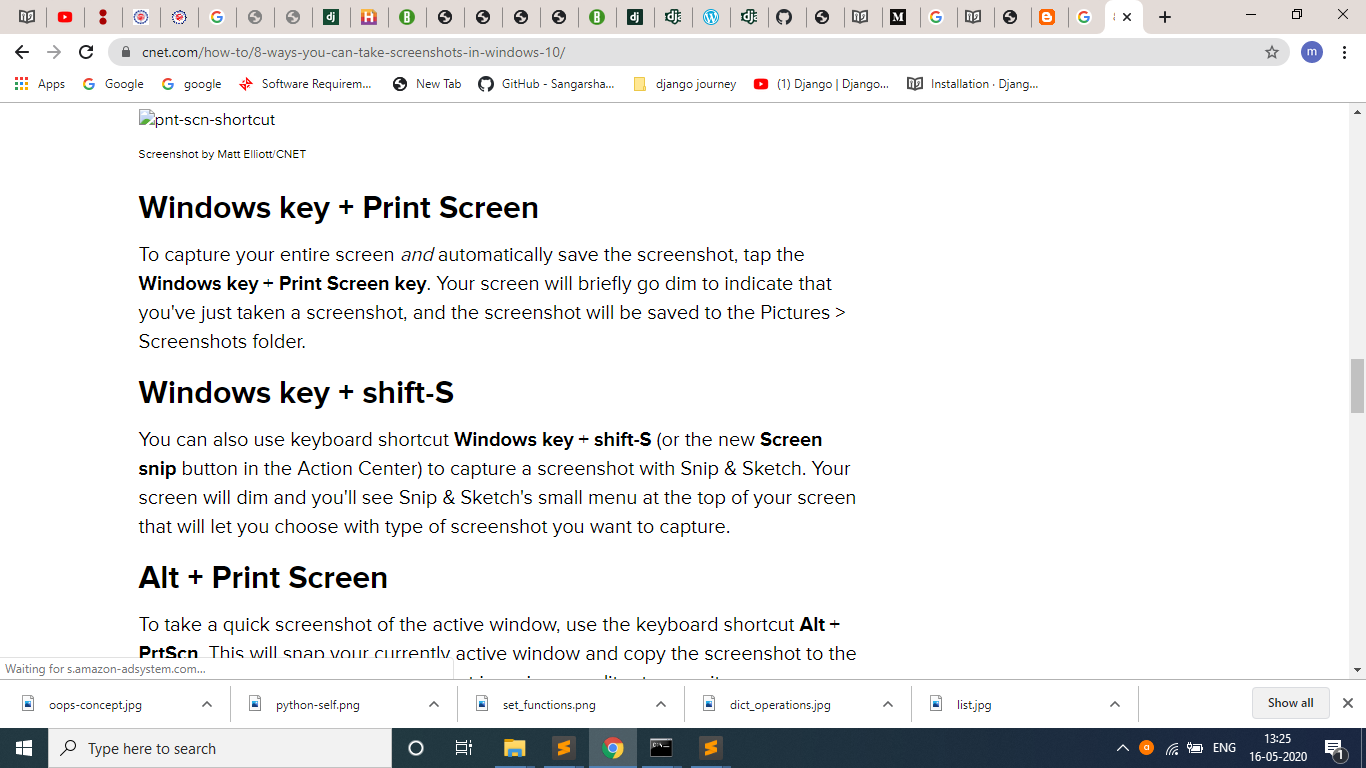 cnet.com/how-to/8-ways-you-can-take-screenshots-in-windows-10/
m
Apps Google google Software Requirem... New Tab GitHub - Sangarsha... django journey (1) Django | Django... Installation · Djang...
pnt-scn-shortcut
Screenshot by Matt Elliott/CNET
Windows key + Print Screen
To capture your entire screen and automatically save the screenshot, tap the
Windows key + Print Screen key. Your screen will briefly go dim to indicate that
you've just taken a screenshot, and the screenshot will be saved to the Pictures >
Screenshots folder.
Windows key + shift-S
You can also use keyboard shortcut Windows key + shift-S (or the new Screen
snip button in the Action Center) to capture a screenshot with Snip & Sketch. Your
screen will dim and you'll see Snip & Sketch's small menu at the top of your screen
that will let you choose with type of screenshot you want to capture.
Alt + Print Screen
To take a quick screenshot of the active window, use the keyboard shortcut Alt +
PrtScn. This will snap your currently active window and copy the screenshot to the
Waiting for s.amazon-adsystem.com...
oops-concept.jpg python-self.png set_functions.png dict_operations.jpg list.jpg Show all
Type here to search ENG 13:25
16-05-2020 1